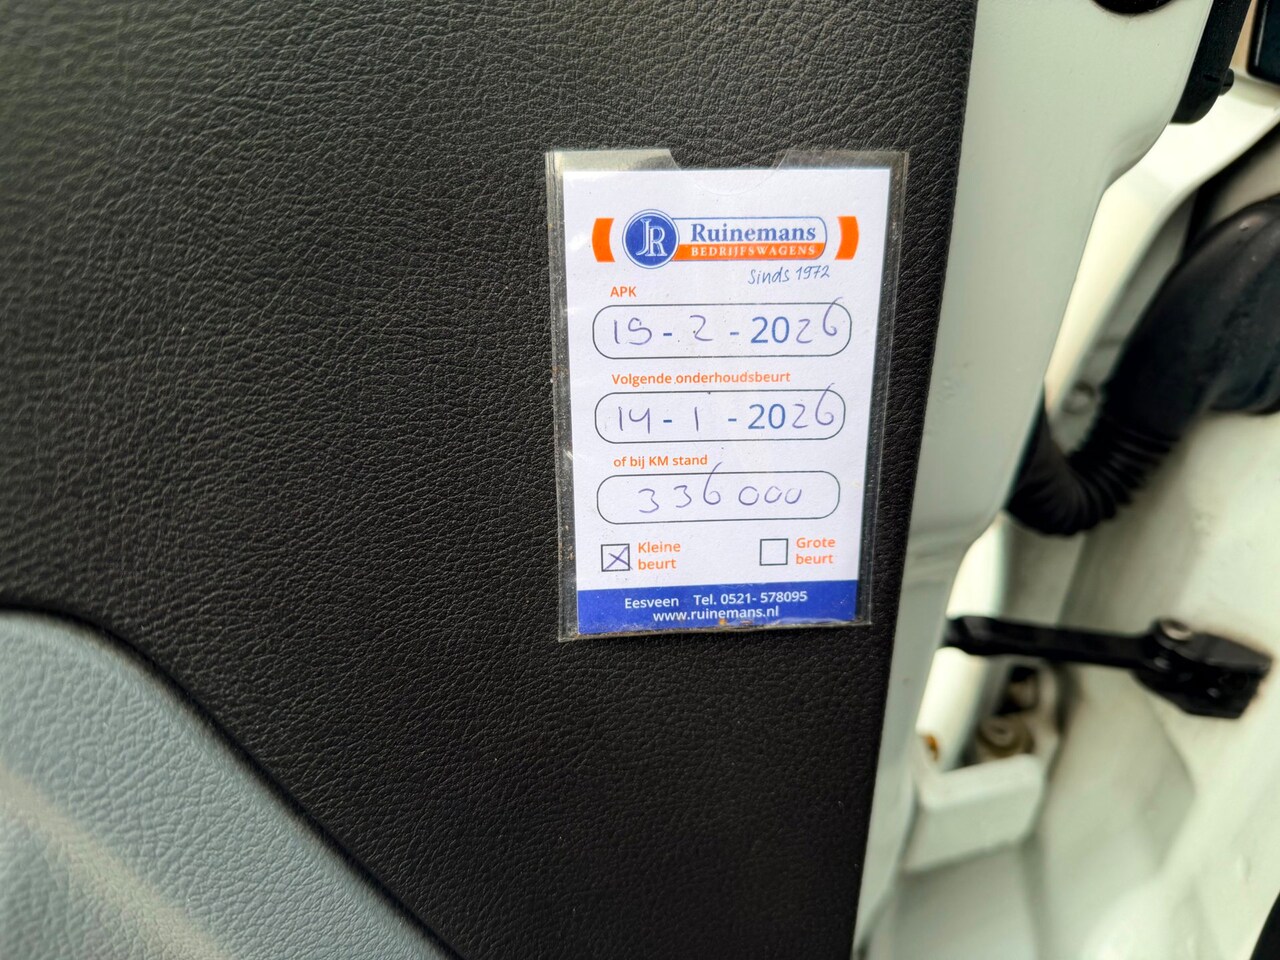 JR Ruinemans
BEDRIJFSWAGENS
Sinds 1972
APK
19-2-2026
Volgende onderhoudsbeurt
14-1-2026
of bij KM stand
336000
Kleine
beurt
Grote
beurt
Eesveen Tel. 0521-578095
www.ruinemans.nl